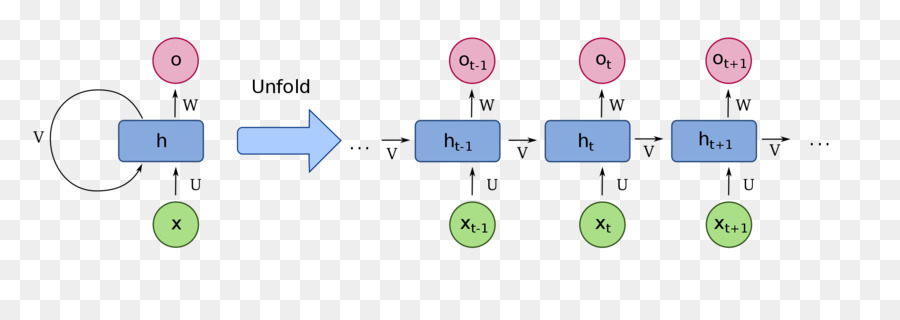 o
o_{t-1}
o_t
o_{t+1}
Unfold
W
W
W
W
V
h
...
V
h_{t-1}
V
h_t
V
h_{t+1}
V
...
U
U
U
U
x
x_{t-1}
x_t
x_{t+1}